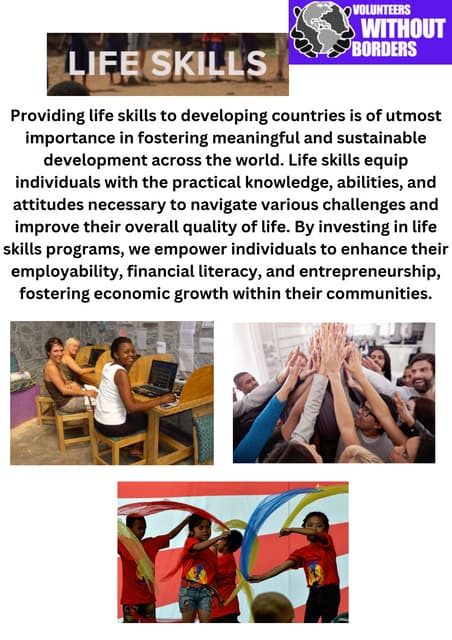 VOLUNTEERS
WITHOUT
BORDERS
LIFE SKILLS
Providing life skills to developing countries is of utmost
importance in fostering meaningful and sustainable
development across the world. Life skills equip
individuals with the practical knowledge, abilities, and
attitudes necessary to navigate various challenges and
improve their overall quality of life. By investing in life
skills programs, we empower individuals to enhance their
employability, financial literacy, and entrepreneurship,
fostering economic growth within their communities.